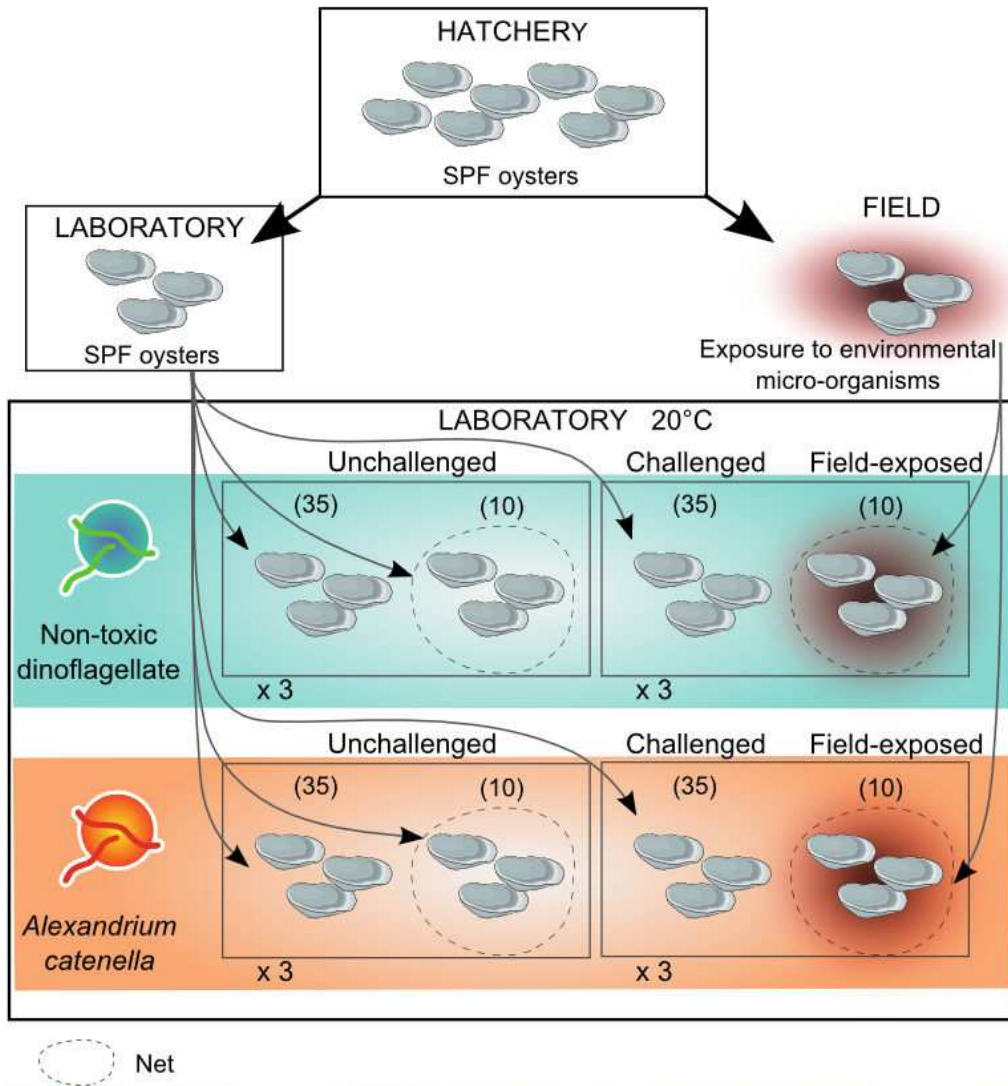 HATCHERY
SPF oysters
LABORATORY
SPF oysters
FIELD
Exposure to environmental
micro-organisms
LABORATORY 20°C
Unchallenged
Challenged
Field-exposed
(35)
(10)
(35)
(10)
Non-toxic
dinoflagellate
x 3
x 3
Unchallenged
Challenged
Field-exposed
(35)
(10)
(35)
(10)
Alexandrium
catenella
x 3
x 3
Net